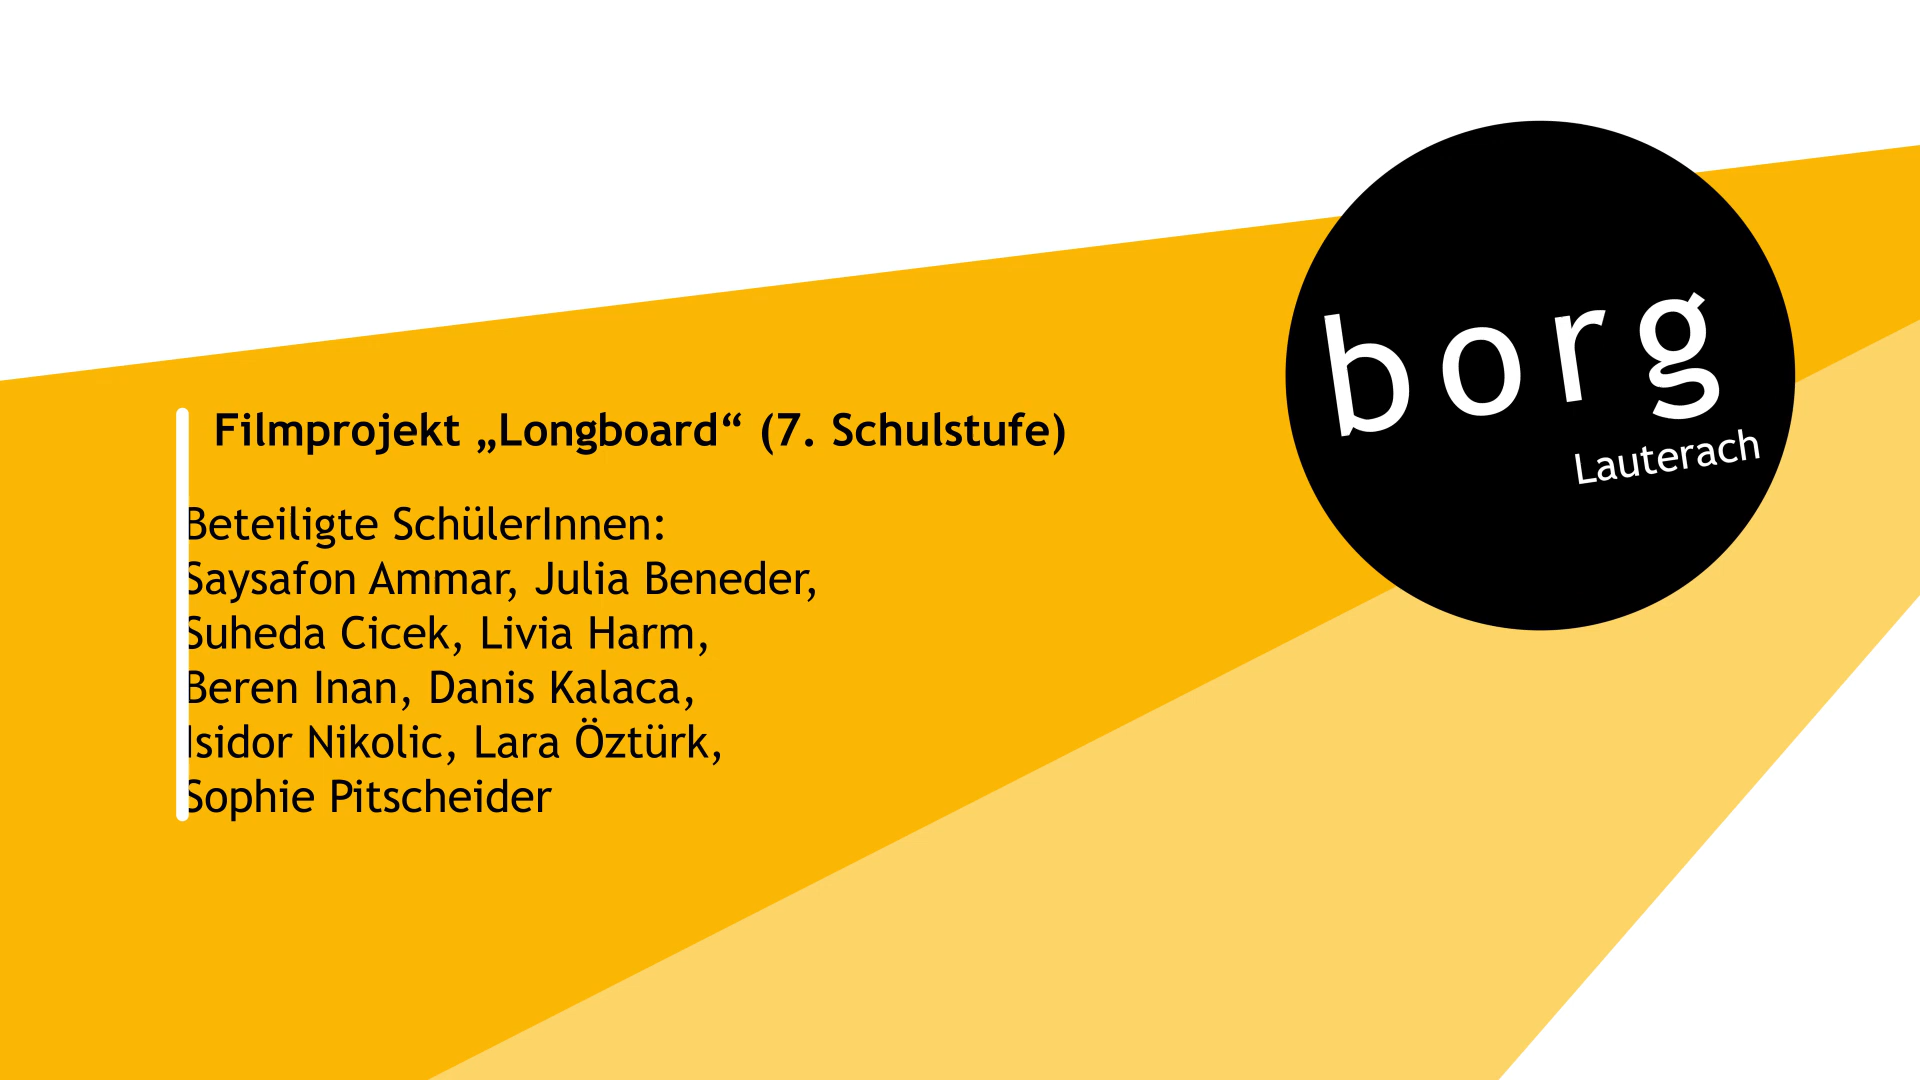 Filmprojekt „Longboard“ (7. Schulstufe)
Beteiligte SchülerInnen:
Saysafon Ammar, Julia Beneder,
Suheda Cicek, Livia Harm,
Beren Inan, Danis Kalaca,
Isidor Nikolic, Lara Öztürk,
Sophie Pitscheider
borg
Lauterach